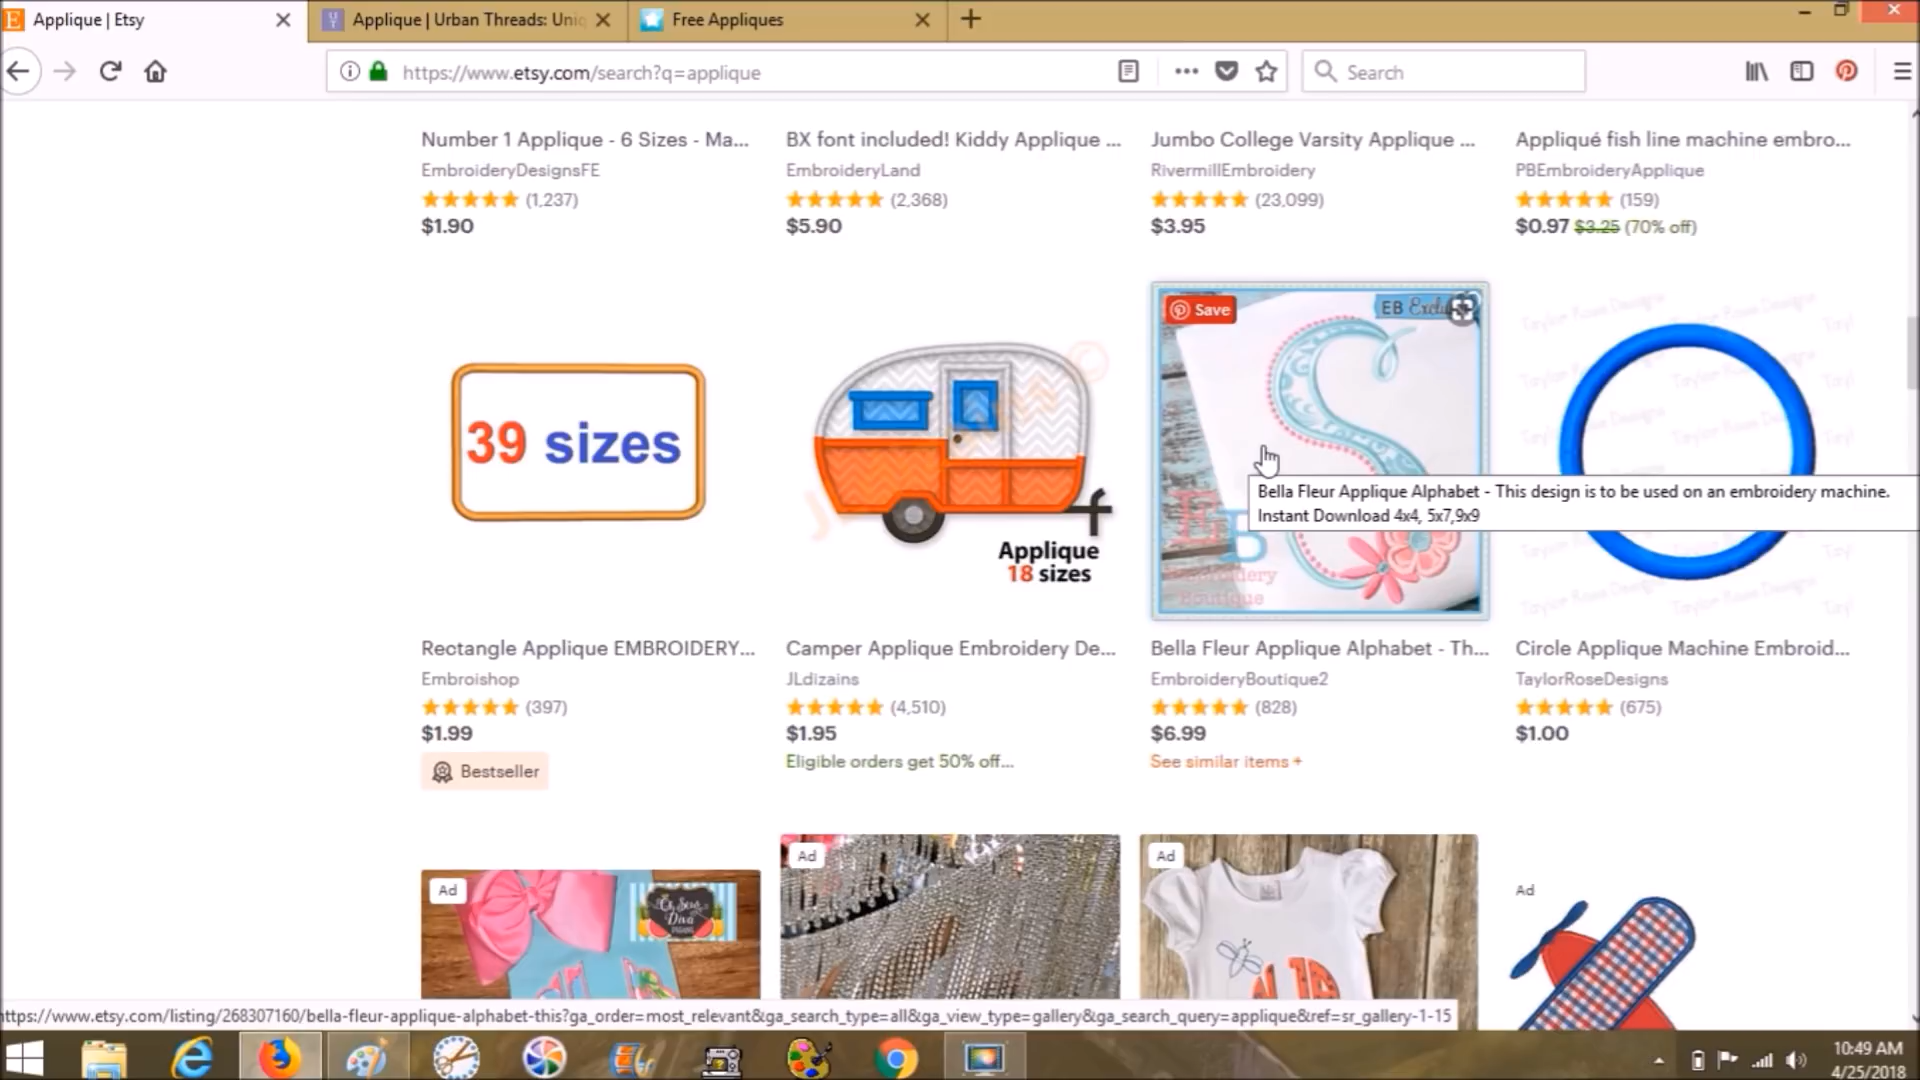 Applique | Etsy
Applique | Urban Threads: Uni
Free Appliques
https://www.etsy.com/search?q=applique
Search
Number 1 Applique - 6 Sizes - Ma...
BX font included! Kiddy Applique ...
Jumbo College Varsity Applique ...
Appliqué fish line machine embro...
EmbroideryDesignsFE
EmbroideryLand
RivermillEmbroidery
PBEmbroideryApplique
(1,237)
(2,368)
(23,099)
(159)
$1.90
$5.90
$3.95
$0.97 $3.25 (70% off)
Save
EB
39 sizes
Applique
18 sizes
Bella Fleur Applique Alphabet - This design is to be used on an embroidery machine.
Instant Download 4x4, 5x7,9x9
Boutique
Taylor Rose Designs
Rectangle Applique EMBROIDERY...
Camper Applique Embroidery De...
Bella Fleur Applique Alphabet - Th...
Circle Applique Machine Embroid...
Embroishop
JLdizains
EmbroideryBoutique2
TaylorRoseDesigns
(397)
(4,510)
(828)
(675)
$1.99
$1.95
$6.99
$1.00
Bestseller
Eligible orders get 50% off...
See similar items +
Ad
Ad
Ad
Ad
ttps://www.etsy.com/listing/268307160/bella-fleur-applique-alphabet-this?ga_order=most_relevant&ga_search_type=all&ga_view_type=gallery&ga_search_query=applique&ref=sr_gallery-1-15
10:49 AM
4/25/2018